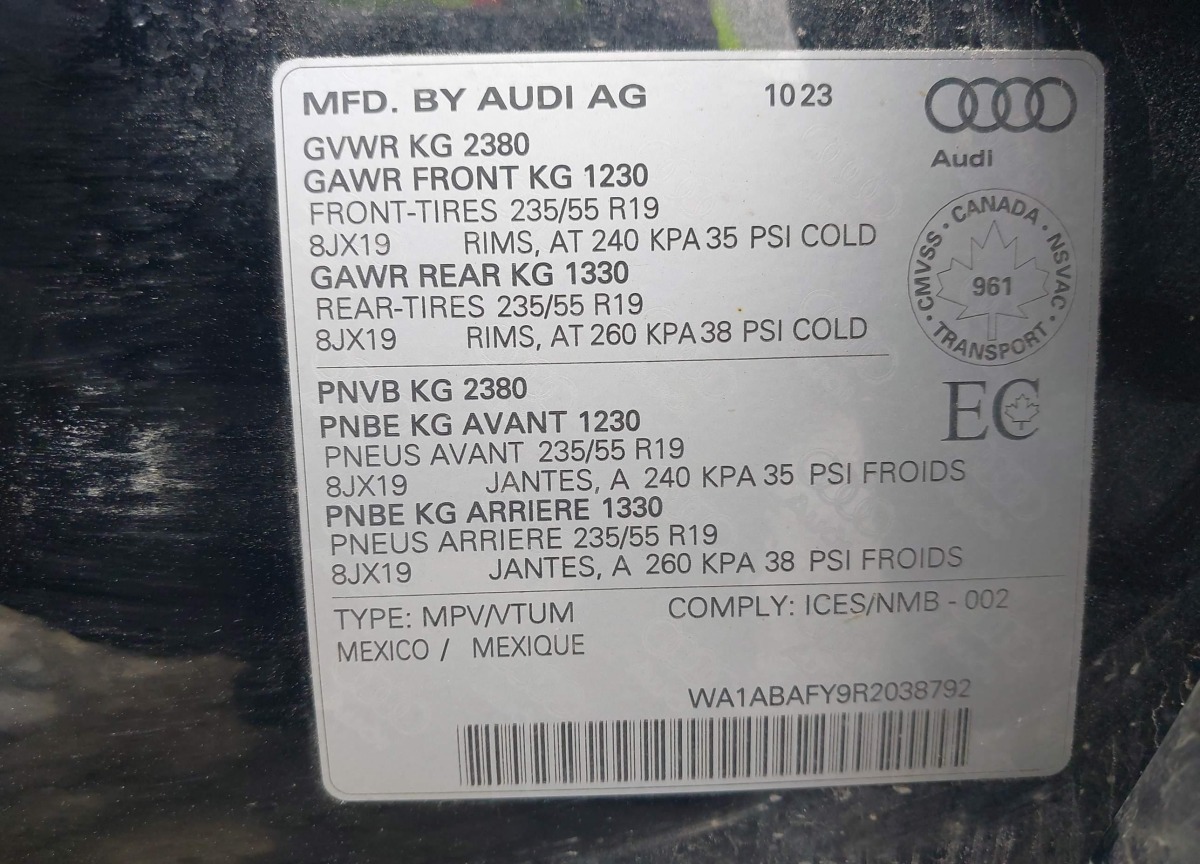 MFD. BY AUDI AG 10 23
Audi
GVWR KG 2380
GAWR FRONT KG 1230
FRONT-TIRES 235/55 R19
8JX19 RIMS, AT 240 KPA 35 PSI COLD
GAWR REAR KG 1330
REAR-TIRES 235/55 R19
8JX19 RIMS, AT 260 KPA 38 PSI COLD
CMVSS · CANADA · NSVAC · TRANSPORT ·
961
PNVB KG 2380
PNBE KG AVANT 1230
PNEUS AVANT 235/55 R19
8JX19 JANTES, A 240 KPA 35 PSI FROIDS
PNBE KG ARRIERE 1330
PNEUS ARRIERE 235/55 R19
8JX19 JANTES, A 260 KPA 38 PSI FROIDS
EC
TYPE: MPV/VTUM COMPLY: ICES/NMB - 002
MEXICO / MEXIQUE
WA1ABAFY9R2038792